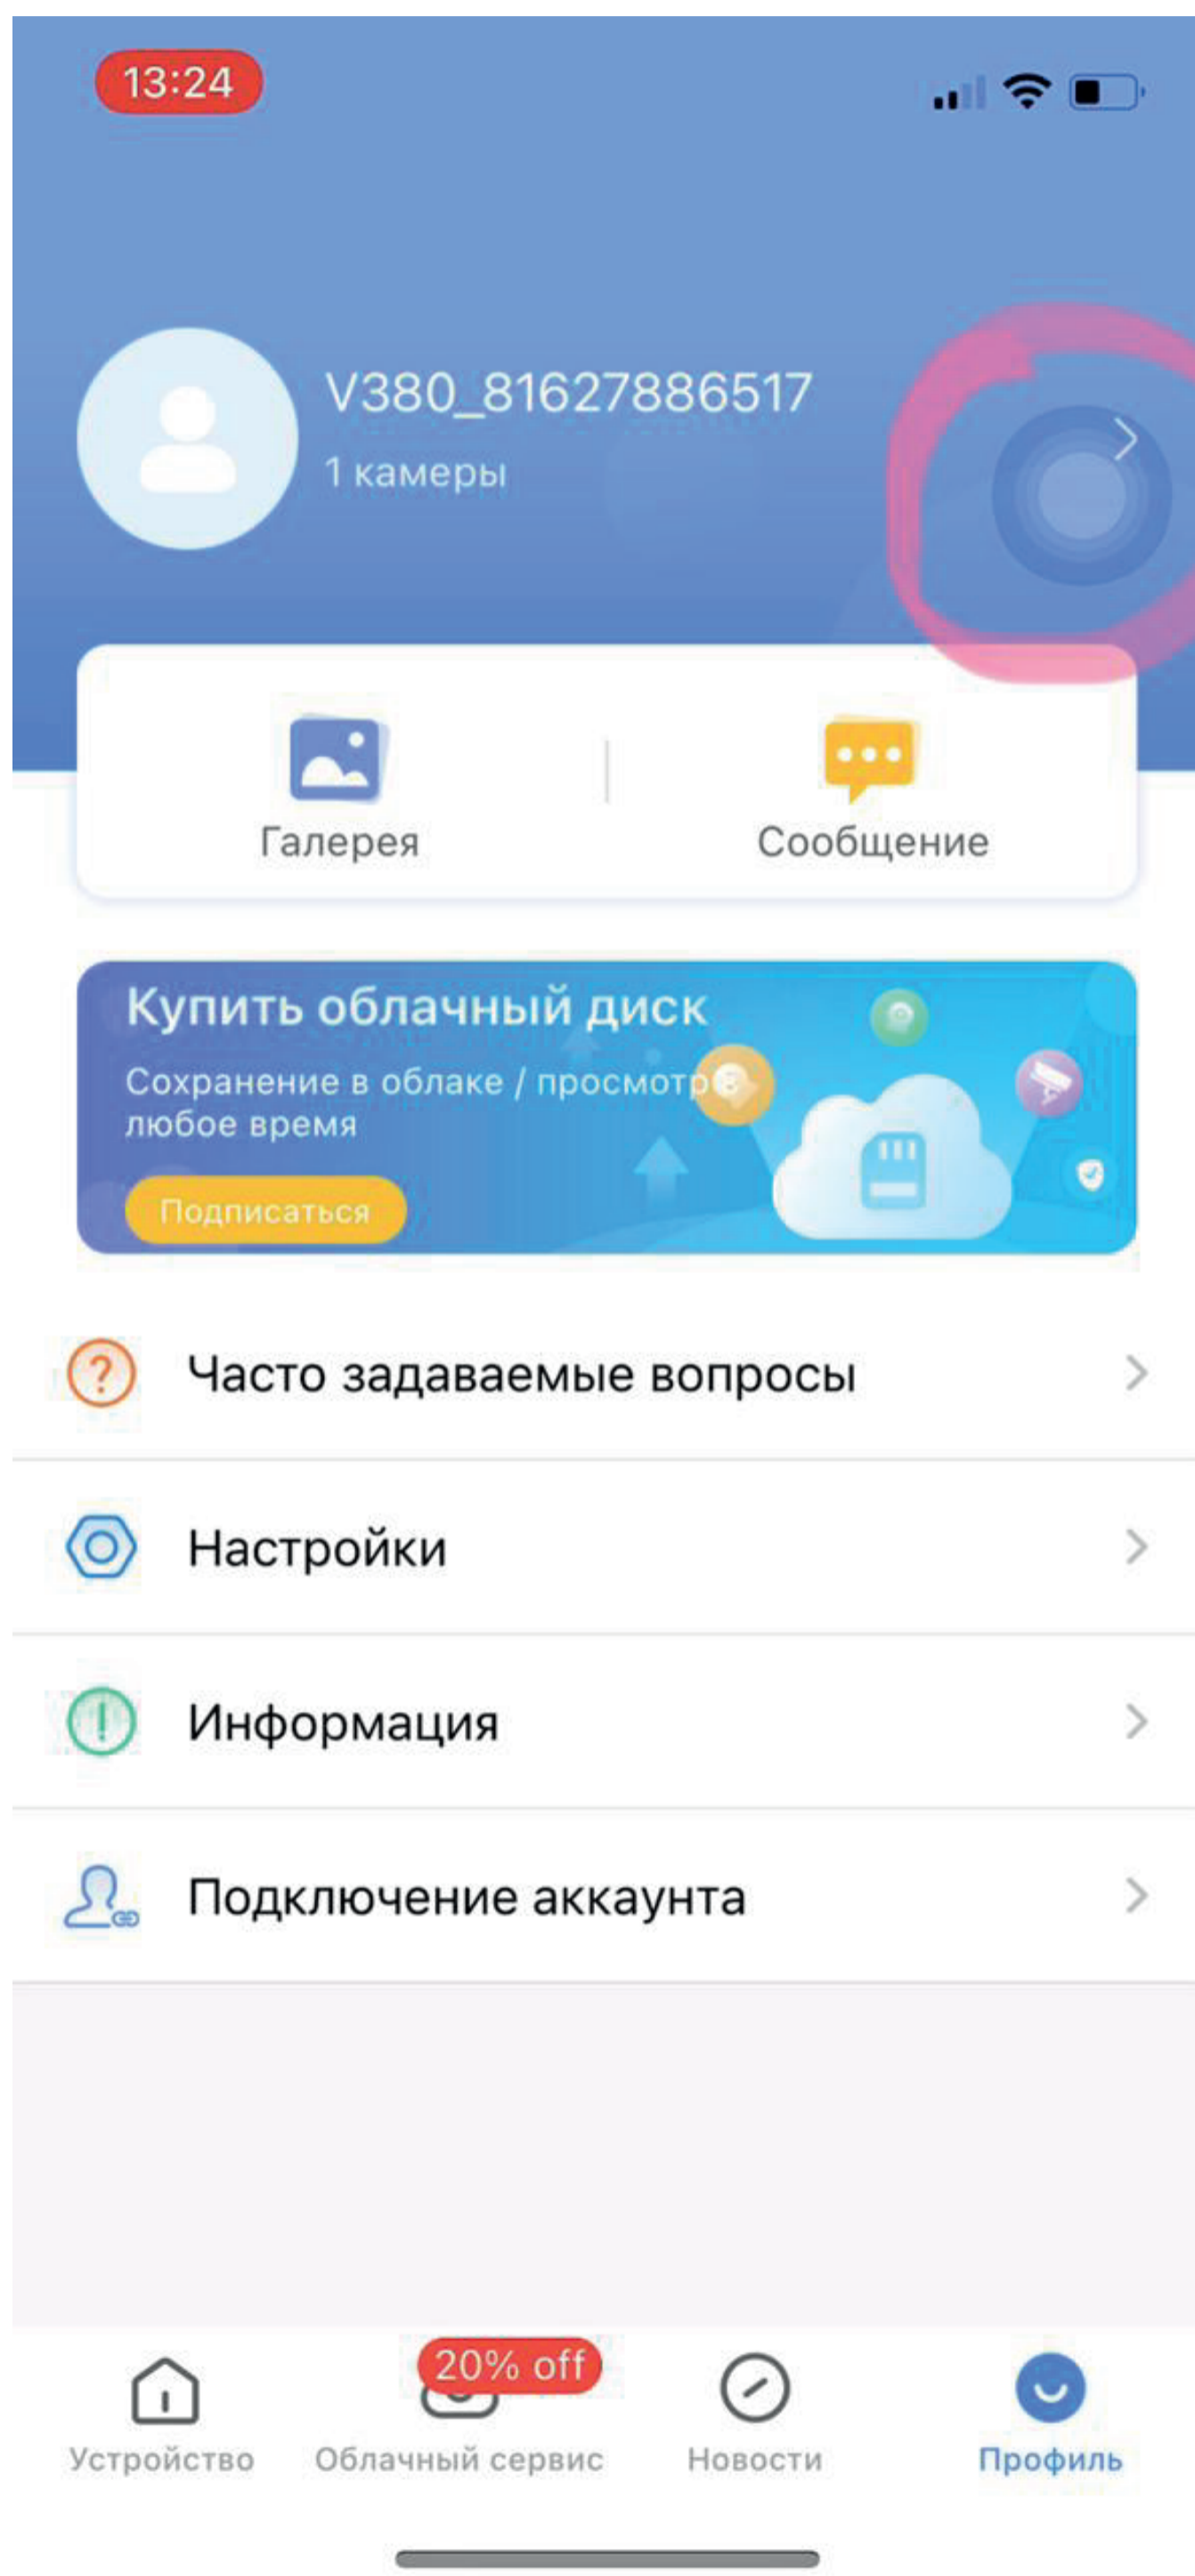 13:24
V380_81627886517
1 камеры
Галерея
Сообщение
Купить облачный диск
Сохранение в облаке / просмотр в
любое время
Подписаться
Часто задаваемые вопросы
Настройки
Информация
Подключение аккаунта
20% off
Устройство
Облачный сервис
Новости
Профиль